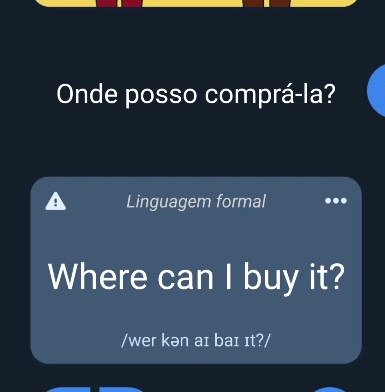 Onde posso comprá-la?
Linguagem formal
Where can I buy it?
/wer kən aɪ baɪ ɪt?/